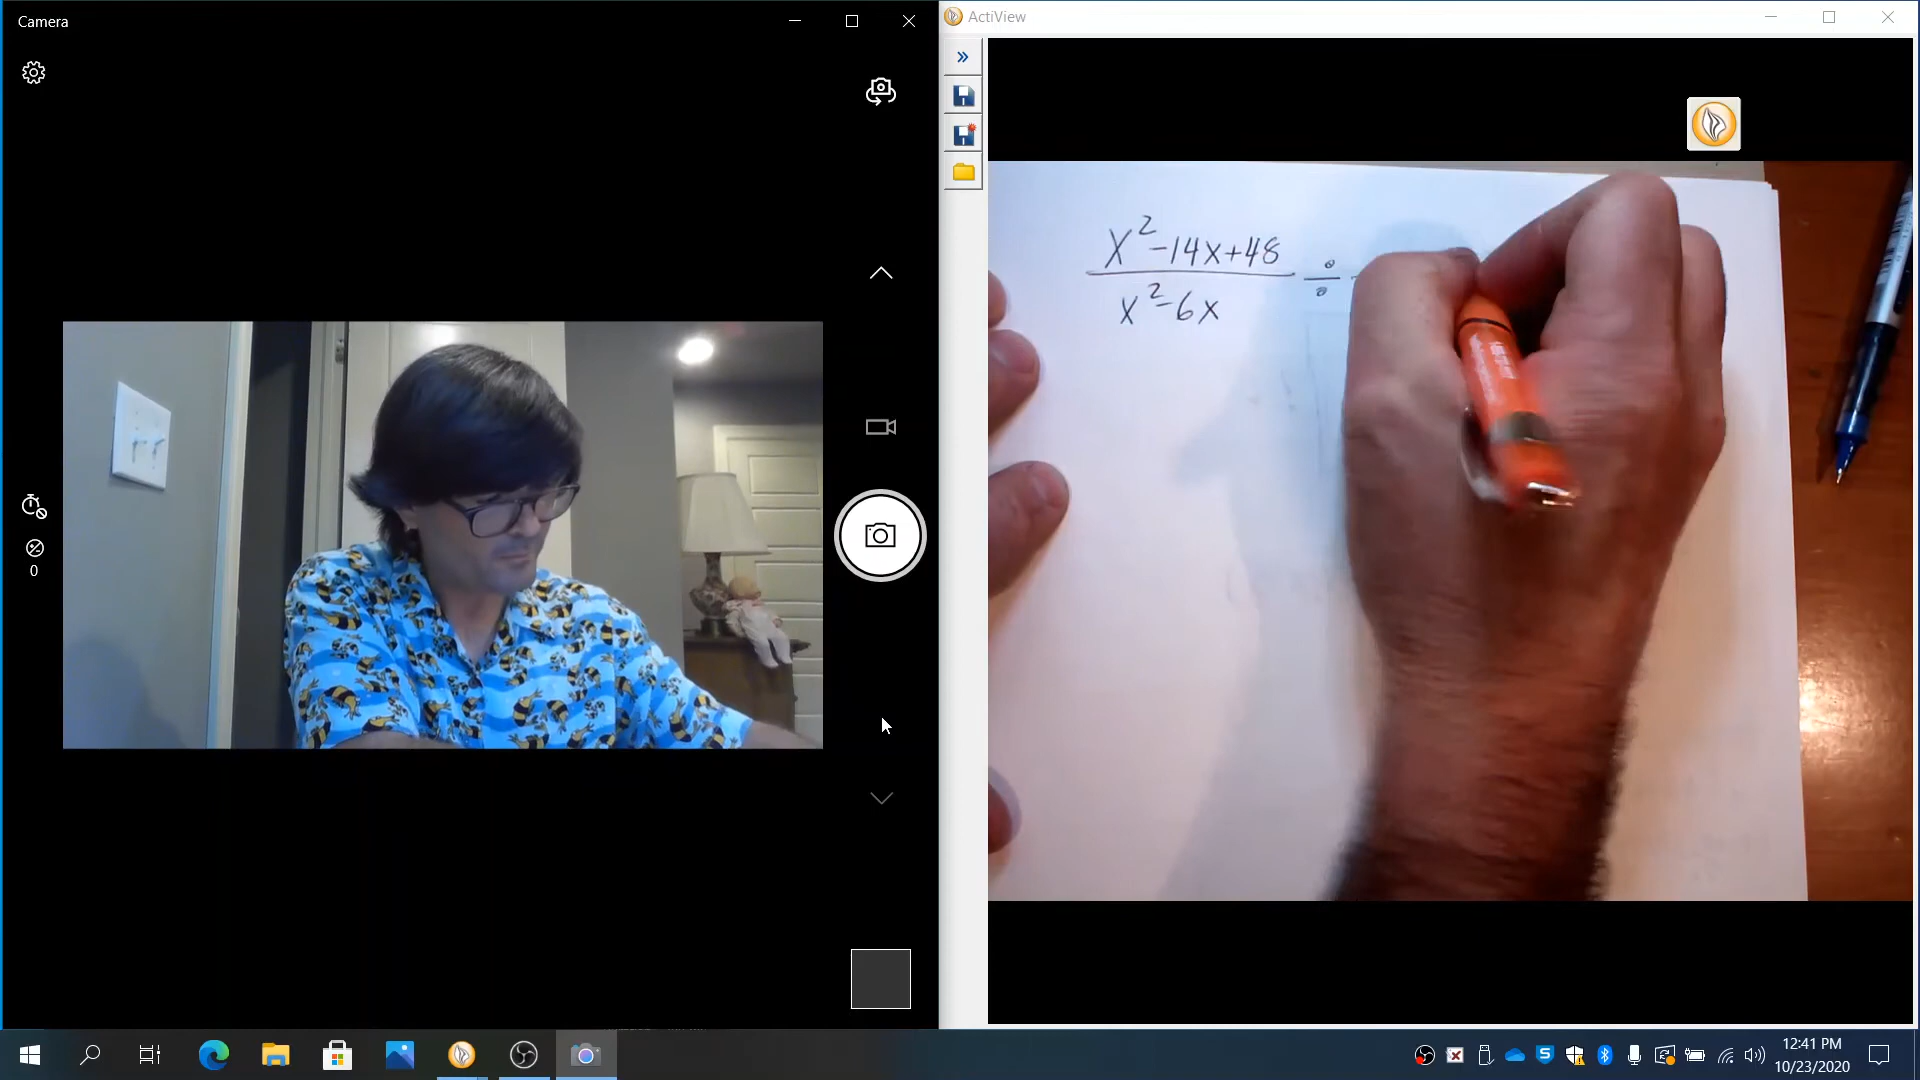 Camera
ActiView
x² - 14x + 48
÷
x² - 6x
0
12:41 PM
10/23/2020